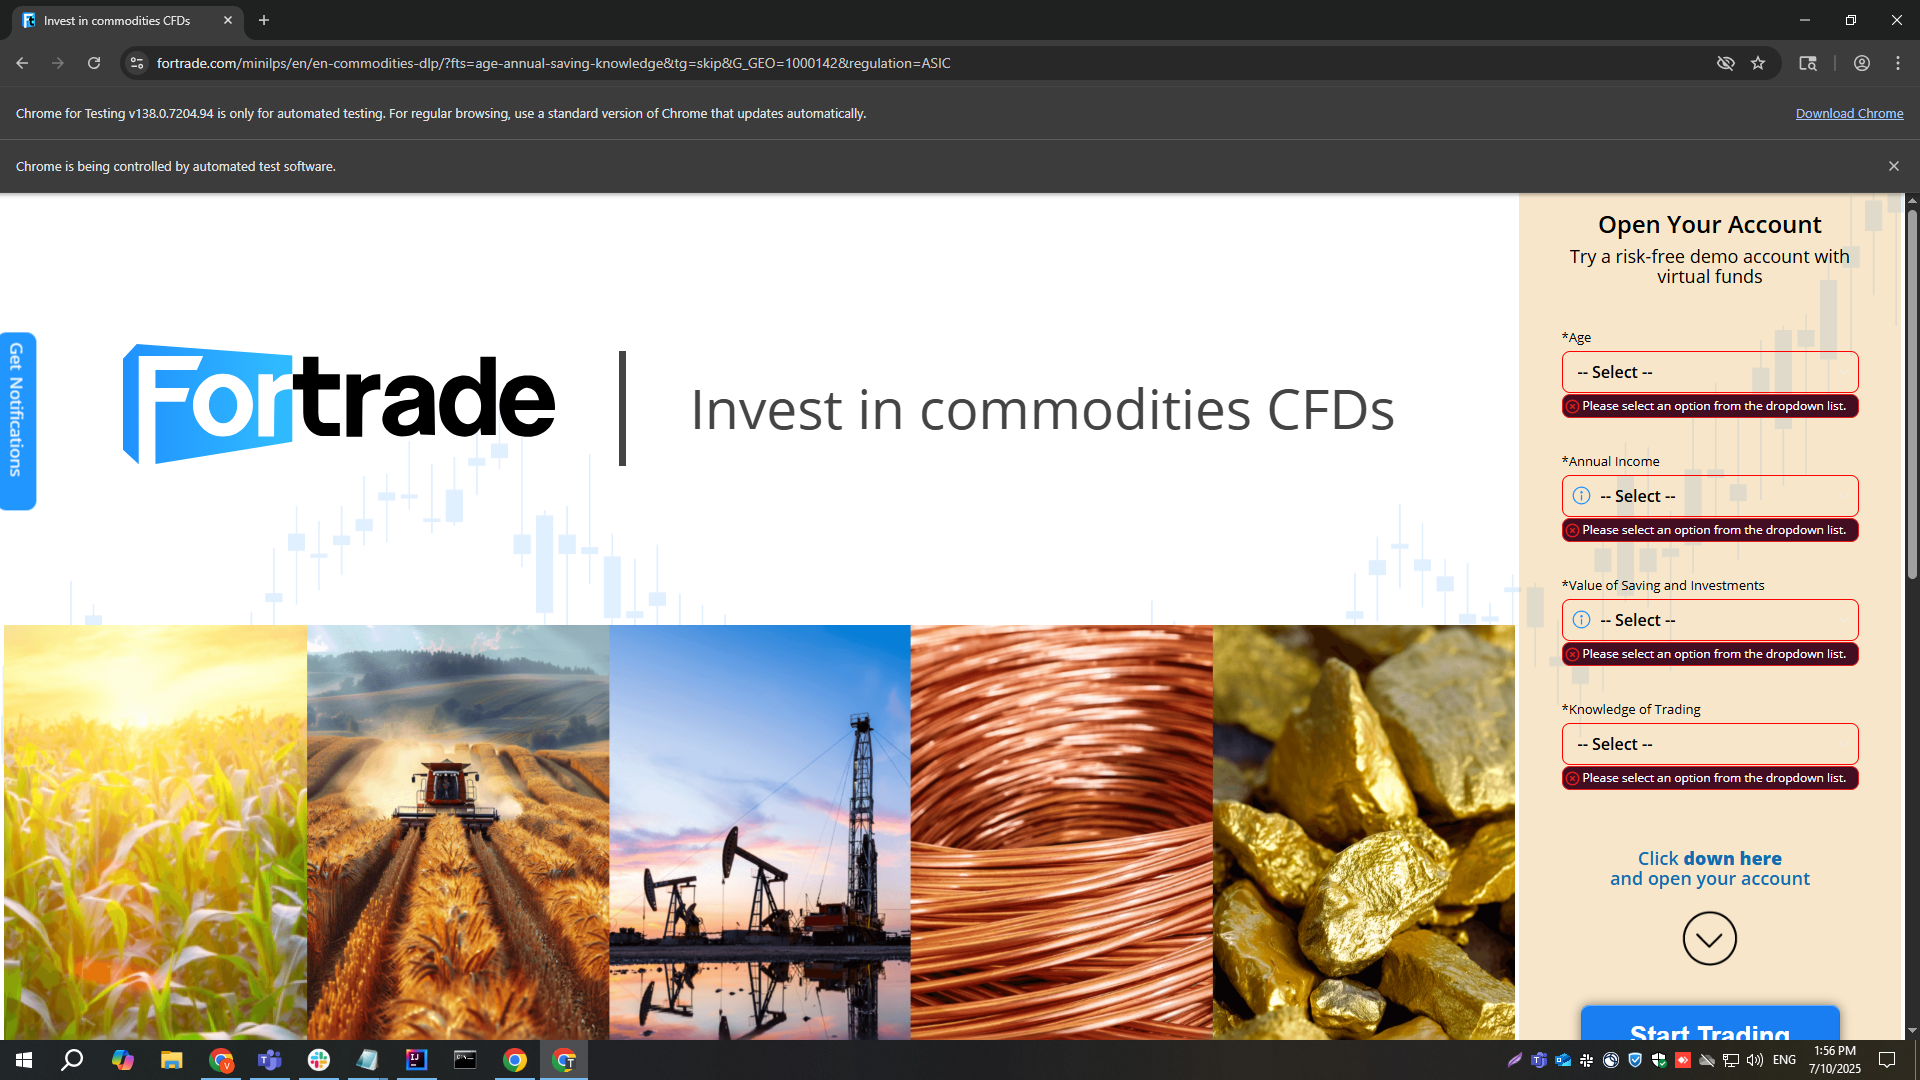 Invest in commodities CFDs
fortrade.com/minilps/en/en-commodities-dlp/?fts=age-annual-saving-knowledge&tg=skip&G_GEO=1000142&regulation=ASIC
Chrome for Testing v138.0.7204.94 is only for automated testing. For regular browsing, use a standard version of Chrome that updates automatically.
Download Chrome
Chrome is being controlled by automated test software.
Get Notifications
Fortrade
Invest in commodities CFDs
Open Your Account
Try a risk-free demo account with
virtual funds
*Age
-- Select --
Please select an option from the dropdown list.
*Annual Income
-- Select --
Please select an option from the dropdown list.
*Value of Saving and Investments
-- Select --
Please select an option from the dropdown list.
*Knowledge of Trading
-- Select --
Please select an option from the dropdown list.
Click down here
and open your account
Start Trading
ENG
1:56 PM
7/10/2025